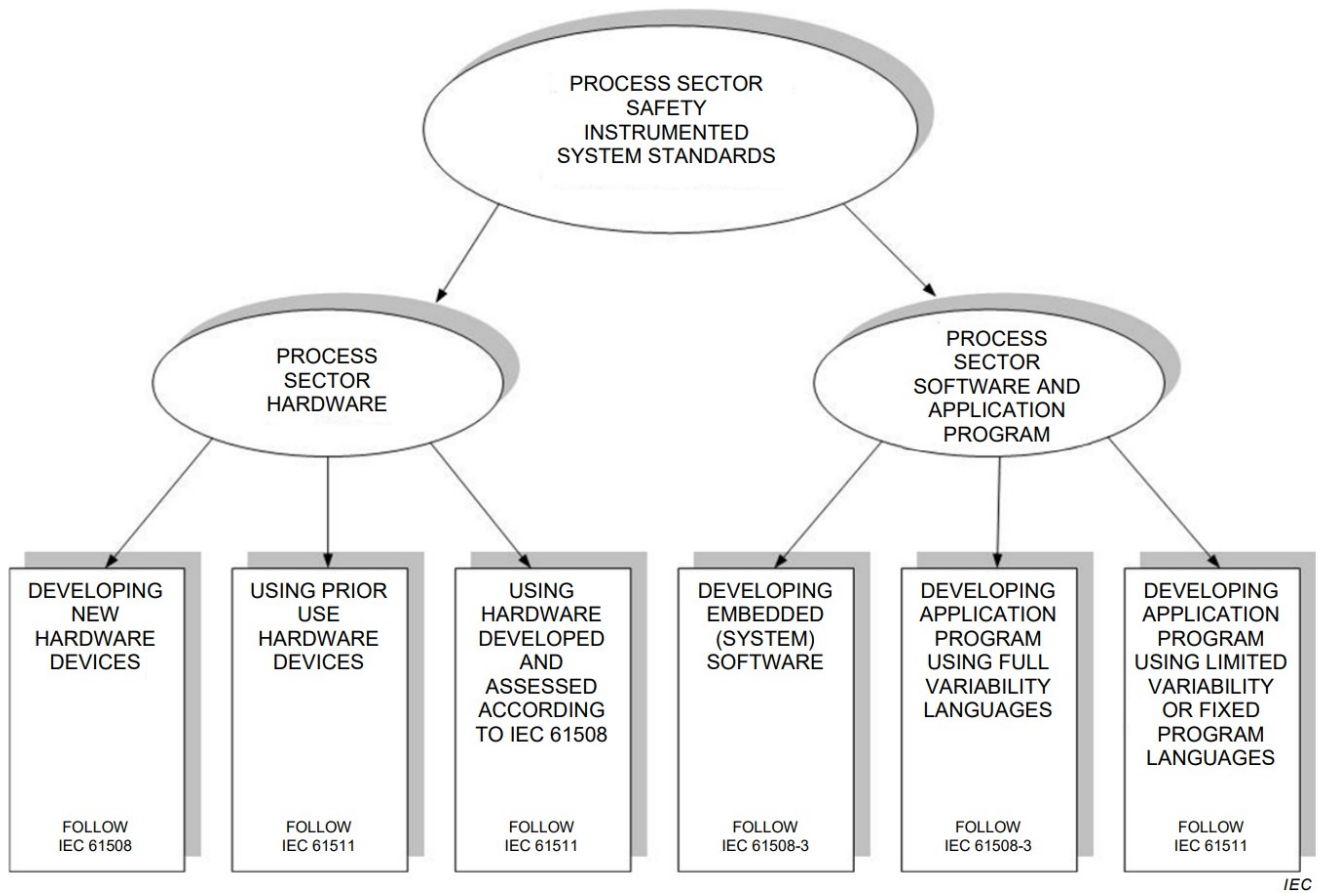 PROCESS SECTOR
SAFETY
INSTRUMENTED
SYSTEM STANDARDS
PROCESS
SECTOR
HARDWARE
PROCESS
SECTOR
SOFTWARE AND
APPLICATION
PROGRAM
DEVELOPING
NEW
HARDWARE
DEVICES
FOLLOW
IEC 61508
USING PRIOR
USE
HARDWARE
DEVICES
FOLLOW
IEC 61511
USING
HARDWARE
DEVELOPED
AND
ASSESSED
ACCORDING
TO IEC 61508
FOLLOW
IEC 61511
DEVELOPING
EMBEDDED
(SYSTEM)
SOFTWARE
FOLLOW
IEC 61508-3
DEVELOPING
APPLICATION
PROGRAM
USING FULL
VARIABILITY
LANGUAGES
FOLLOW
IEC 61508-3
DEVELOPING
APPLICATION
PROGRAM
USING LIMITED
VARIABILITY
OR FIXED
PROGRAM
LANGUAGES
FOLLOW
IEC 61511
IEC